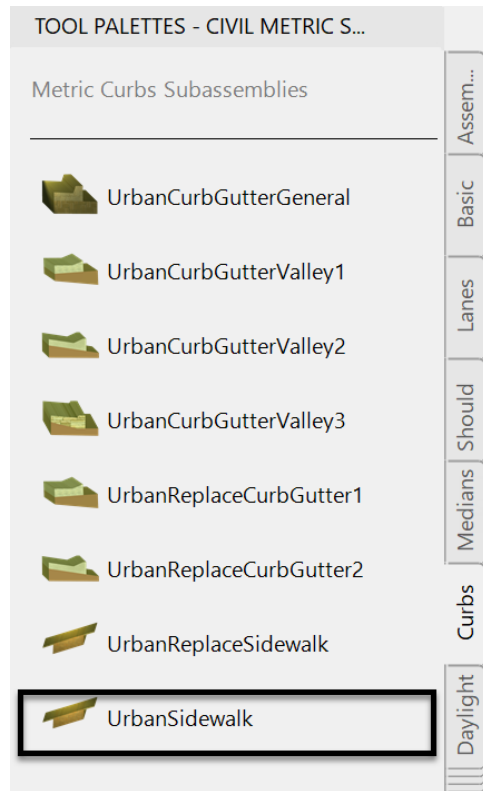 TOOL PALETTES - CIVIL METRIC S...
Metric Curbs Subassemblies
UrbanCurbGutterGeneral
UrbanCurbGutterValley1
UrbanCurbGutterValley2
UrbanCurbGutterValley3
UrbanReplaceCurbGutter1
UrbanReplaceCurbGutter2
UrbanReplaceSidewalk
UrbanSidewalk
Assem...
Basic
Lanes
Should
Medians
Curbs
Daylight